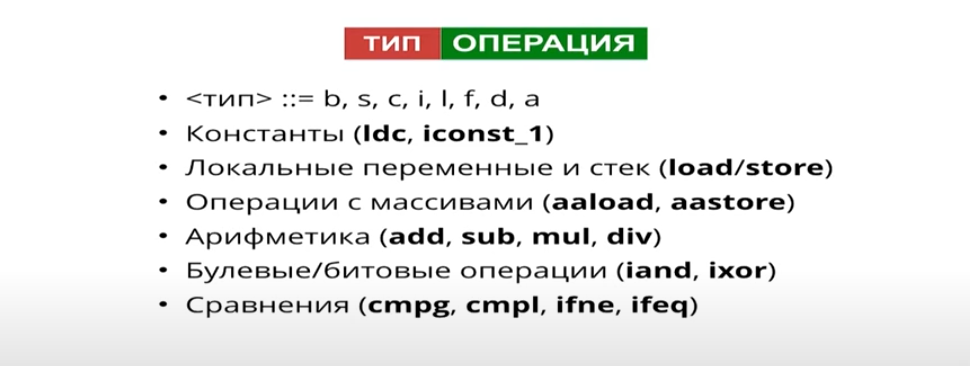 ТИП ОПЕРАЦИЯ
• <тип> ::= b, s, c, i, l, f, d, a
• Константы (ldc, iconst_1)
• Локальные переменные и стек (load/store)
• Операции с массивами (aaload, aastore)
• Арифметика (add, sub, mul, div)
• Булевые/битовые операции (iand, ixor)
• Сравнения (cmpg, cmpl, ifne, ifeq)